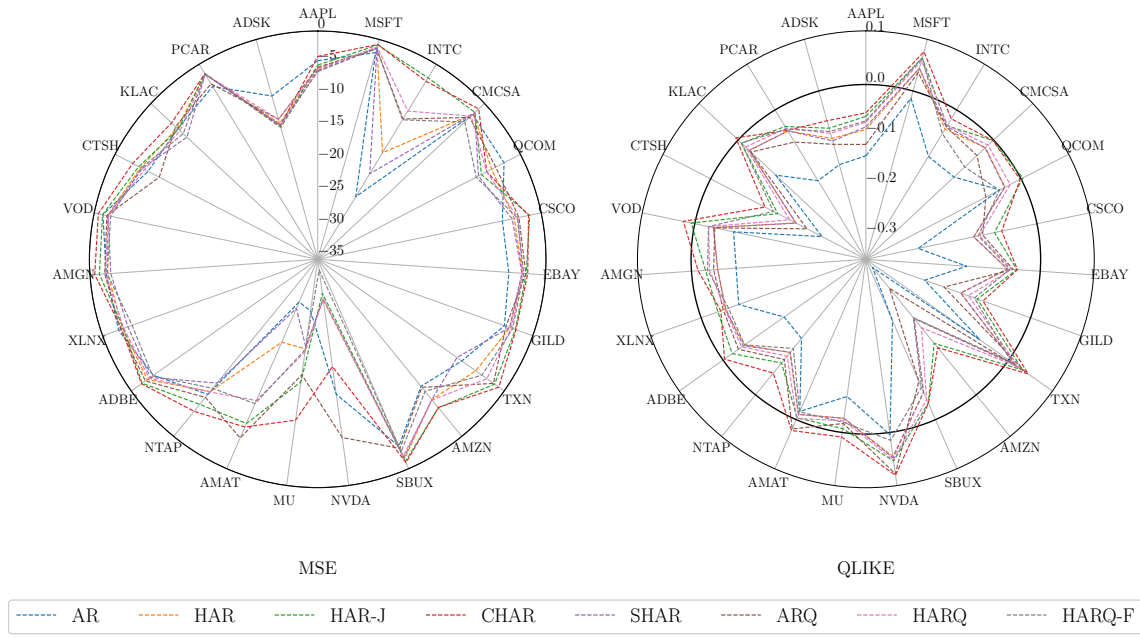 AAPL
MSFT
INTC
CMCSA
QCOM
CSCO
EBAY
GILD
TXN
AMZN
SBUX
NVDA
MU
AMAT
NTAP
ADBE
XLNX
AMGN
VOD
CTSH
KLAC
PCAR
ADSK
0
−5
−10
−15
−20
−25
−30
−35
MSE
AAPL
MSFT
INTC
CMCSA
QCOM
CSCO
EBAY
GILD
TXN
AMZN
SBUX
NVDA
MU
AMAT
NTAP
ADBE
XLNX
AMGN
VOD
CTSH
KLAC
PCAR
ADSK
0.1
0.0
−0.1
−0.2
−0.3
QLIKE
AR HAR HAR-J CHAR SHAR ARQ HARQ HARQ-F